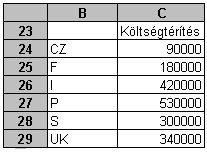 B C
23 Költségtérítés
24 CZ 90000
25 F 180000
26 I 420000
27 P 530000
28 S 300000
29 UK 340000